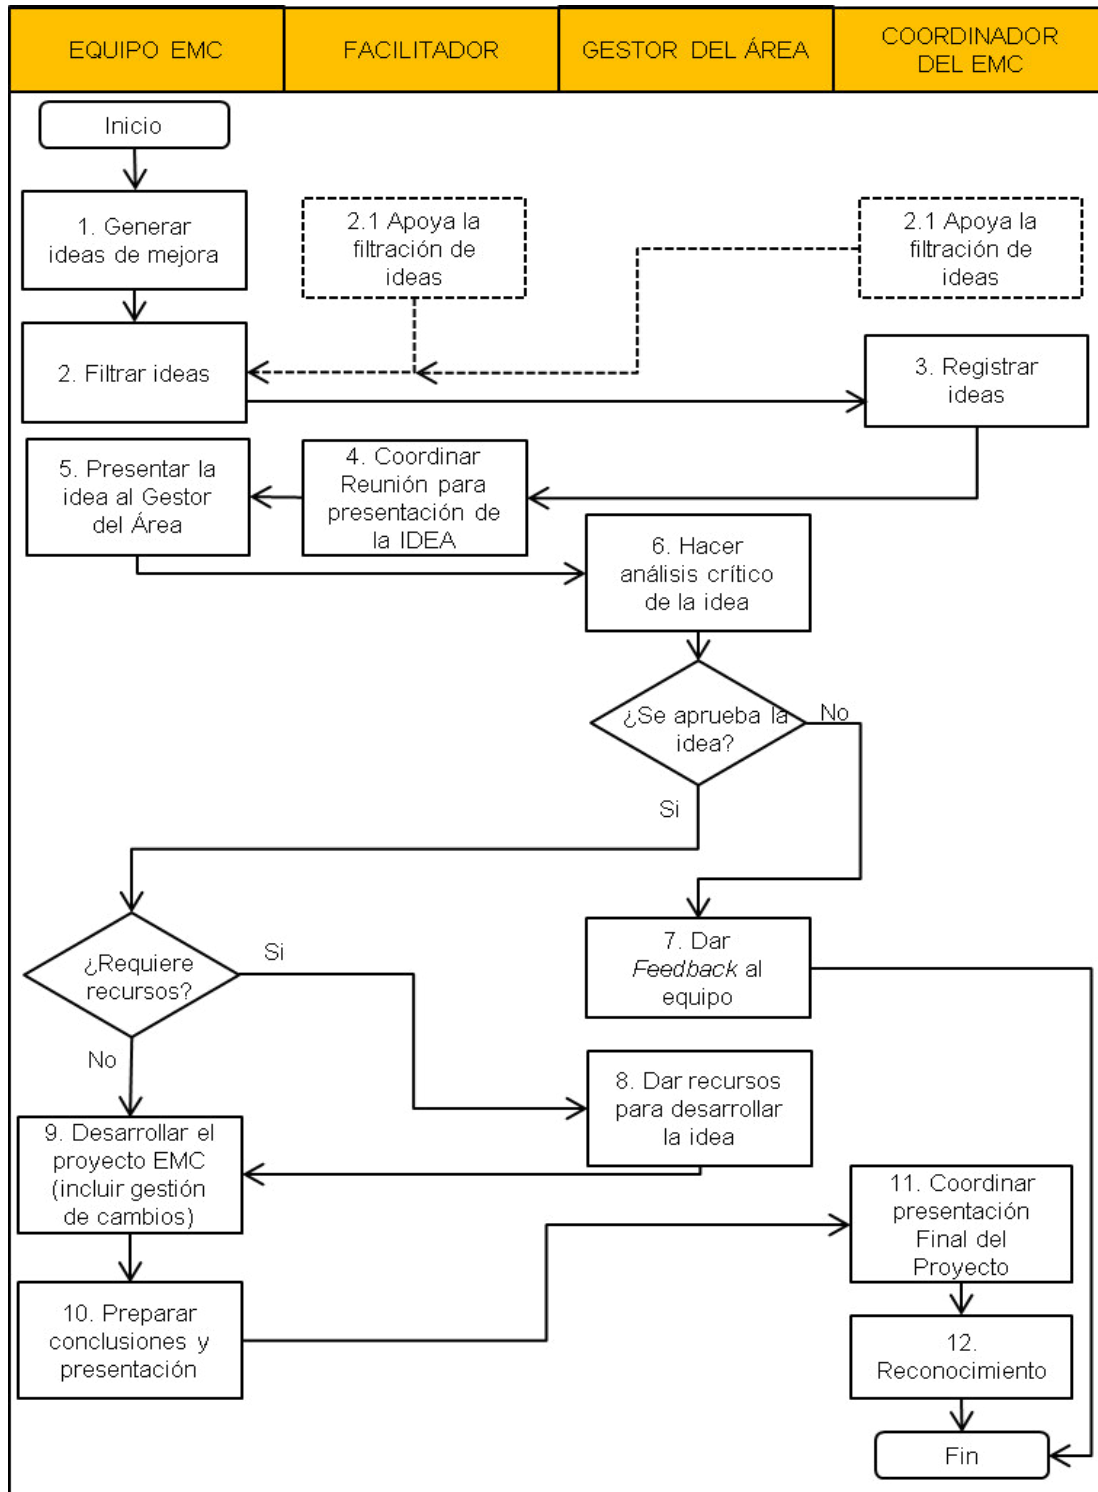 EQUIPO EMC
FACILITADOR
GESTOR DEL ÁREA
COORDINADOR
DEL EMC
Inicio
1. Generar
ideas de mejora
2.1 Apoya la
filtración de
ideas
2.1 Apoya la
filtración de
ideas
2. Filtrar ideas
3. Registrar
ideas
4. Coordinar
Reunión para
presentación de
la IDEA
5. Presentar la
idea al Gestor
del Área
6. Hacer
análisis crítico
de la idea
¿Se aprueba la
idea?
No
Si
¿Requiere
recursos?
Si
No
7. Dar
Feedback al
equipo
8. Dar recursos
para desarrollar
la idea
9. Desarrollar el
proyecto EMC
(incluir gestión
de cambios)
10. Preparar
conclusiones y
presentación
11. Coordinar
presentación
Final del
Proyecto
12.
Reconocimiento
Fin